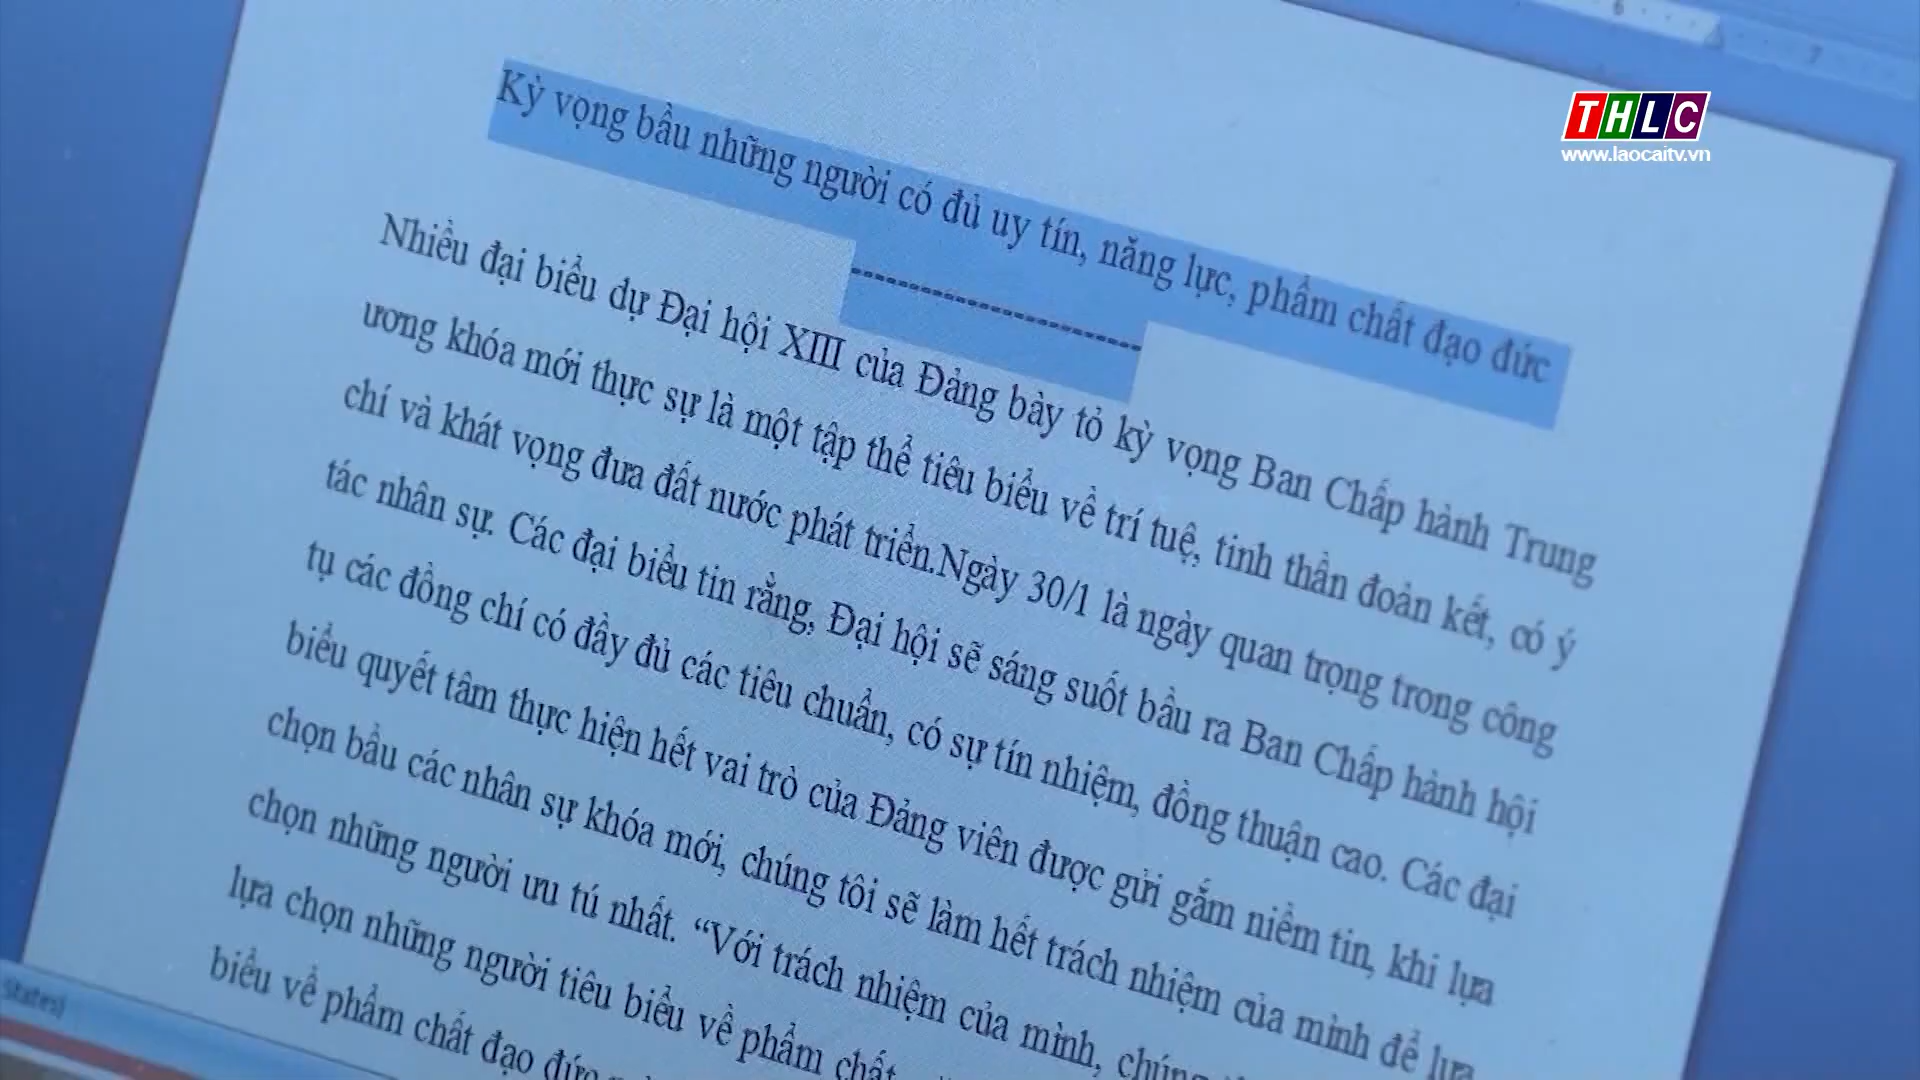 6
7
THLC
www.laocaitv.vn
Kỳ vọng bầu những người có đủ uy tín, năng lực, phẩm chất đạo đức
Nhiều đại biểu dự Đại hội XIII của Đảng bày tỏ kỳ vọng Ban Chấp hành Trung
ương khóa mới thực sự là một tập thể tiêu biểu về trí tuệ, tinh thần đoàn kết, có ý
chí và khát vọng đưa đất nước phát triển.Ngày 30/1 là ngày quan trọng trong công
tác nhân sự. Các đại biểu tin rằng, Đại hội sẽ sáng suốt bầu ra Ban Chấp hành hội
tụ các đồng chí có đầy đủ các tiêu chuẩn, có sự tín nhiệm, đồng thuận cao. Các đại
biểu quyết tâm thực hiện hết vai trò của Đảng viên được gửi gắm niềm tin, khi lựa
chọn bầu các nhân sự khóa mới, chúng tôi sẽ làm hết trách nhiệm của mình để lựa
chọn những người ưu tú nhất. “Với trách nhiệm của mình,
lựa chọn những người tiêu biểu về phẩm chất
biểu về phẩm chất đạo đức
States)